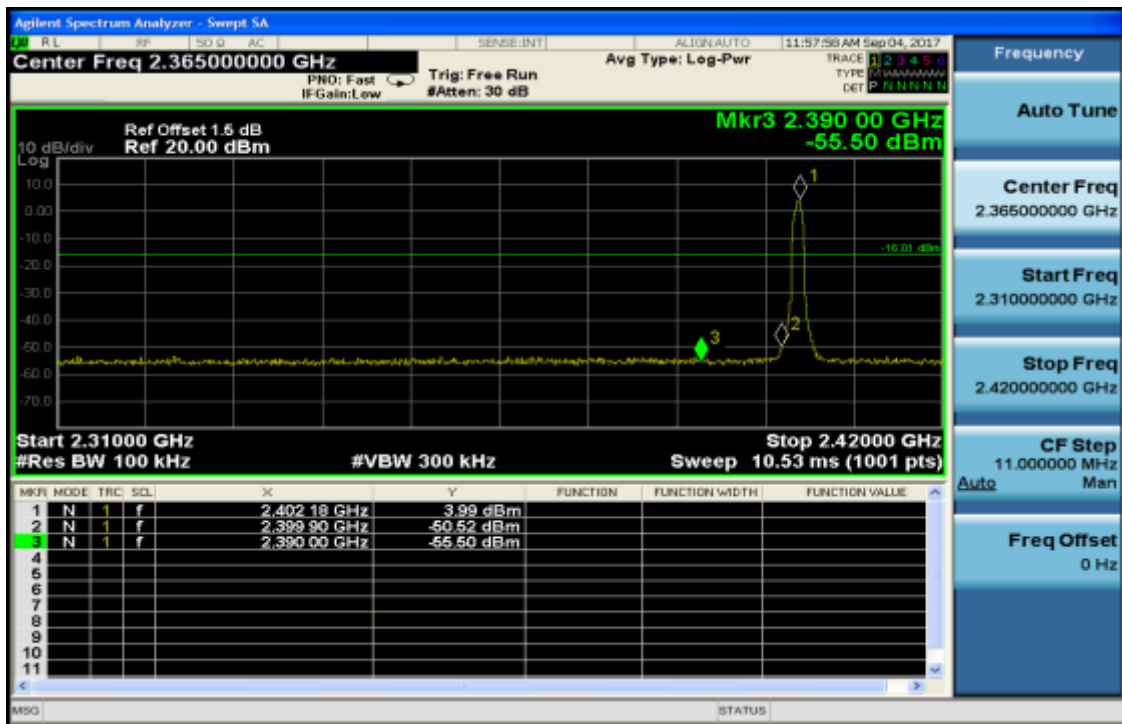 Agilent Spectrum Analyzer - Swept SA
RL RF 50 Ω AC SENSE:INT ALIGNAUTO 11:57:58 AM Sep 04, 2017
Center Freq 2.365000000 GHz
PNO: Fast
IFGain:Low
Trig: Free Run
#Atten: 30 dB
Avg Type: Log-Pwr
TRACE 1 2 3 4 5 6
TYPE
DET P N N N N N
Ref Offset 1.5 dB
10 dB/div Ref 20.00 dBm
Log
Mkr3 2.390 00 GHz
-55.50 dBm
10.0
0.00
-10.0
-20.0
-30.0
-40.0
-50.0
-60.0
-70.0
-16.01 dBm
1
2
3
Start 2.31000 GHz Stop 2.42000 GHz
#Res BW 100 kHz #VBW 300 kHz Sweep 10.53 ms (1001 pts)
MKR MODE TRC SCL X Y FUNCTION FUNCTION WIDTH FUNCTION VALUE
1 N 1 f 2.402 18 GHz 3.99 dBm
2 N 1 f 2.399 90 GHz -50.52 dBm
3 N 1 f 2.390 00 GHz -55.50 dBm
4
5
6
7
8
9
10
11
MSG STATUS
Frequency
Auto Tune
Center Freq
2.365000000 GHz
Start Freq
2.310000000 GHz
Stop Freq
2.420000000 GHz
CF Step
11.000000 MHz
Auto Man
Freq Offset
0 Hz